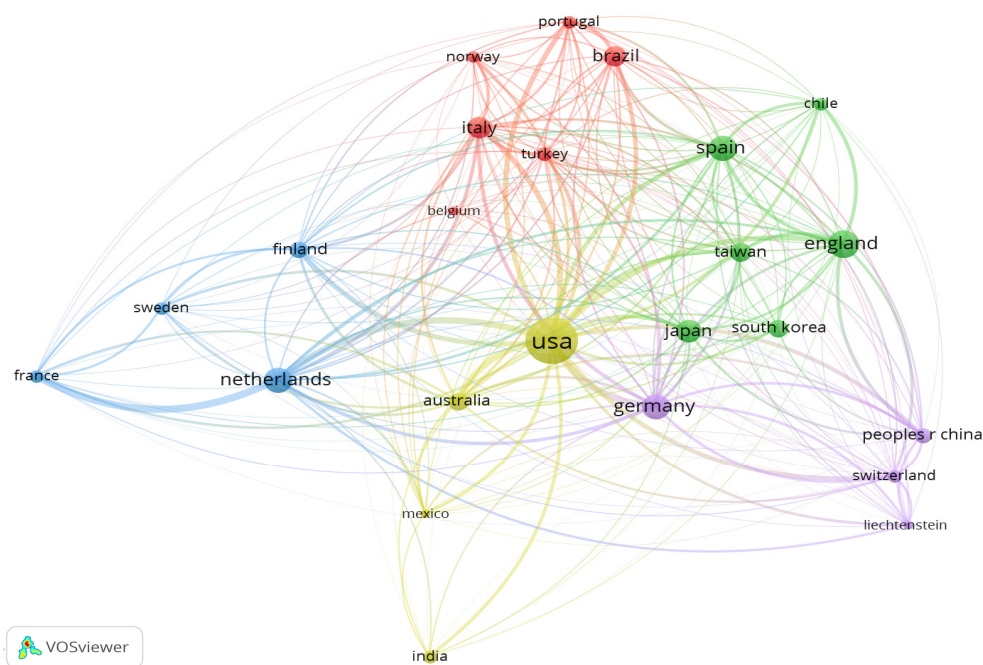 portugal
norway
brazil
chile
italy
turkey
spain
belgium
finland
taiwan
england
sweden
usa
japan
south korea
france
netherlands
australia
germany
peoples r china
switzerland
mexico
liechtenstein
VOSviewer
india